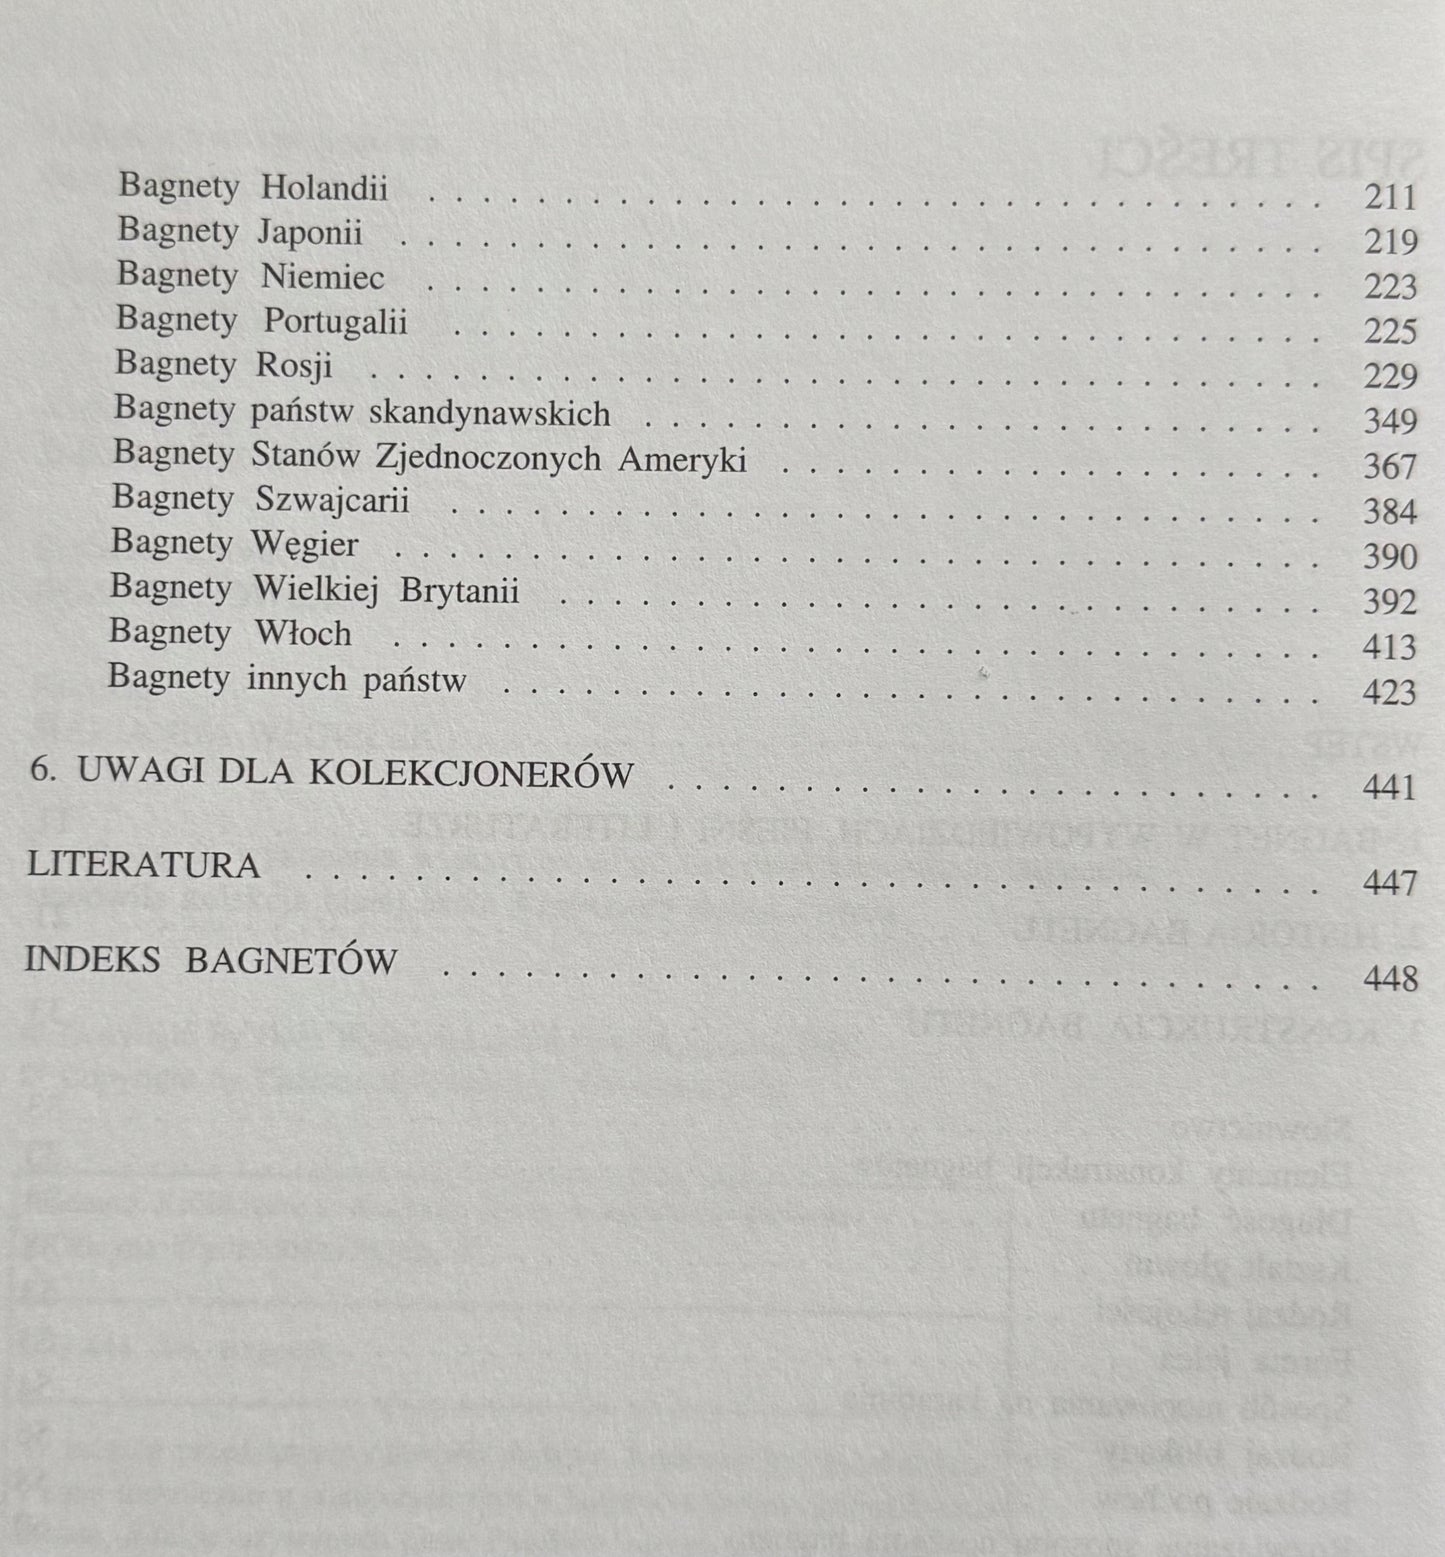 Bagnety Holandii . . . . . . . . . . . . . . . . . . . . . . . . . . . . . . . . . 211
Bagnety Japonii . . . . . . . . . . . . . . . . . . . . . . . . . . . . . . . . . . 219
Bagnety Niemiec . . . . . . . . . . . . . . . . . . . . . . . . . . . . . . . . . 223
Bagnety Portugalii . . . . . . . . . . . . . . . . . . . . . . . . . . . . . . . . 225
Bagnety Rosji . . . . . . . . . . . . . . . . . . . . . . . . . . . . . . . . . . . 229
Bagnety państw skandynawskich . . . . . . . . . . . . . . . . . . . . . . . . . 349
Bagnety Stanów Zjednoczonych Ameryki . . . . . . . . . . . . . . . . . . . . 367
Bagnety Szwajcarii . . . . . . . . . . . . . . . . . . . . . . . . . . . . . . . . 384
Bagnety Węgier . . . . . . . . . . . . . . . . . . . . . . . . . . . . . . . . . . 390
Bagnety Wielkiej Brytanii . . . . . . . . . . . . . . . . . . . . . . . . . . . . 392
Bagnety Włoch . . . . . . . . . . . . . . . . . . . . . . . . . . . . . . . . . . 413
Bagnety innych państw . . . . . . . . . . . . . . . . . . . . . . . . . . . . . . 423
6. UWAGI DLA KOLEKCJONERÓW . . . . . . . . . . . . . . . . . . . . . . . . 441
LITERATURA . . . . . . . . . . . . . . . . . . . . . . . . . . . . . . . . . . . . . 447
INDEKS BAGNETÓW . . . . . . . . . . . . . . . . . . . . . . . . . . . . . . . . 448